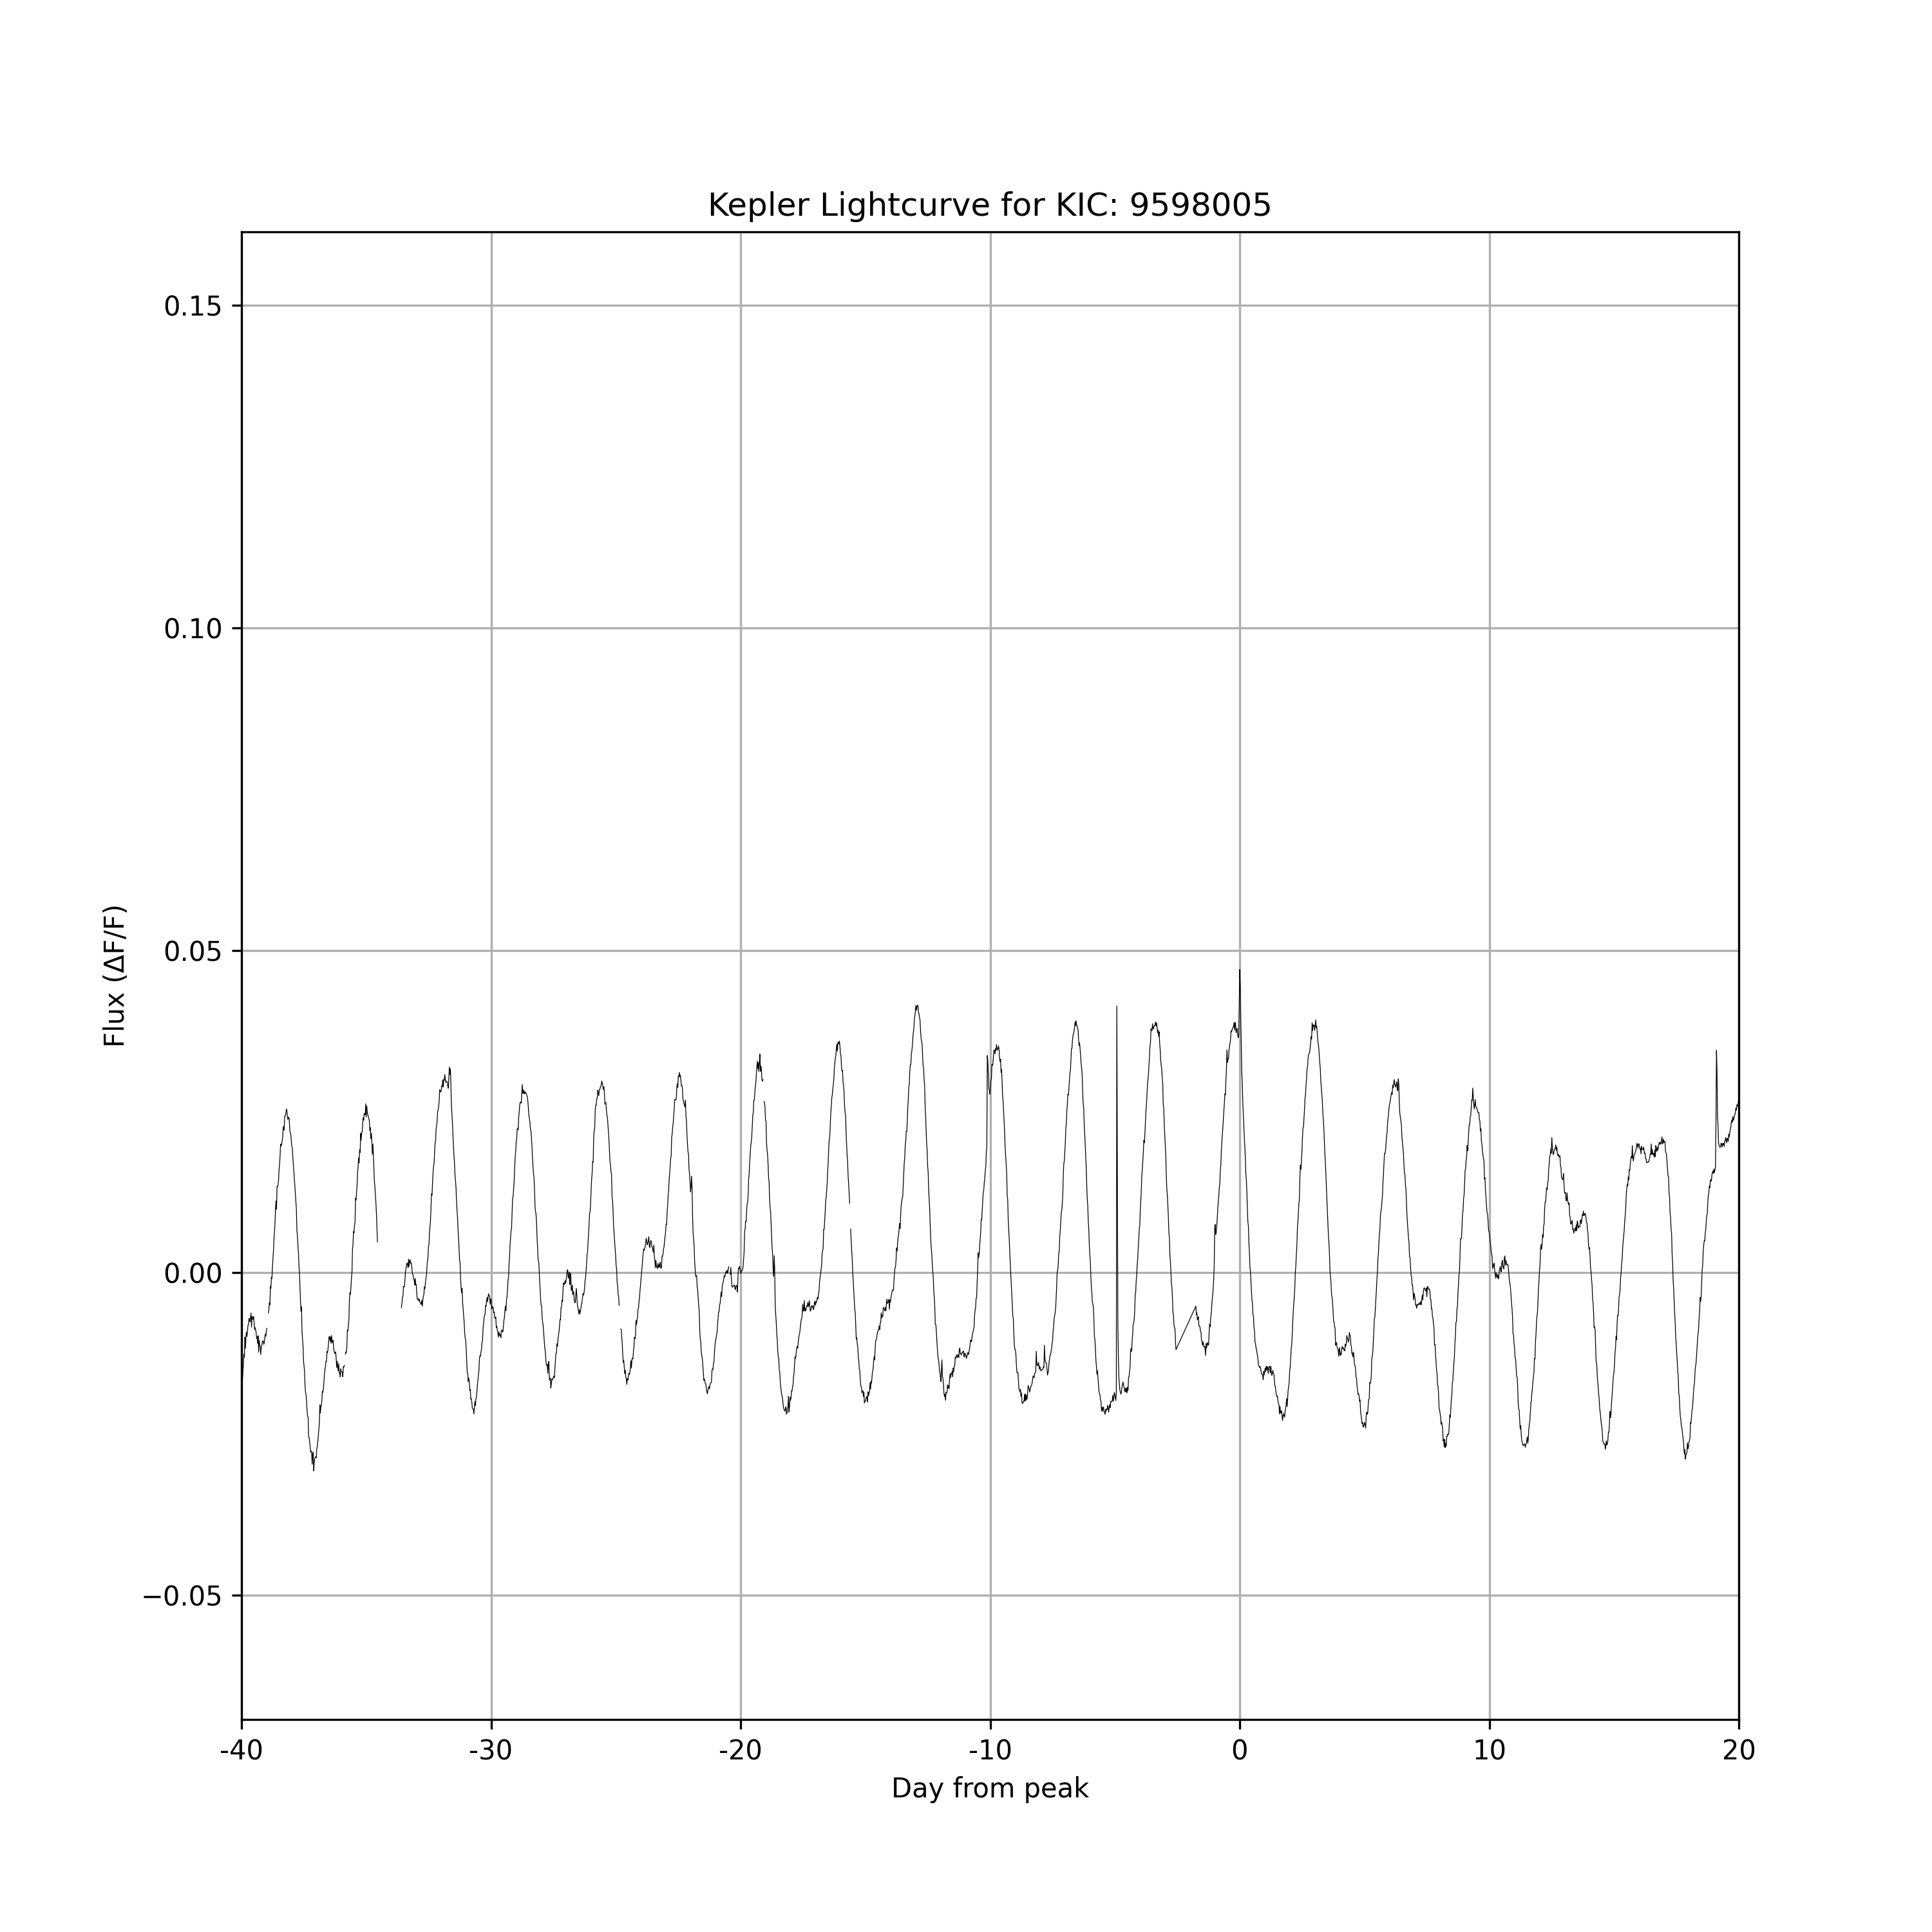 Kepler Lightcurve for KIC: 9598005
0.15
0.10
0.05
0.00
−0.05
Flux (ΔF/F)
-40 -30 -20 -10 0 10 20
Day from peak